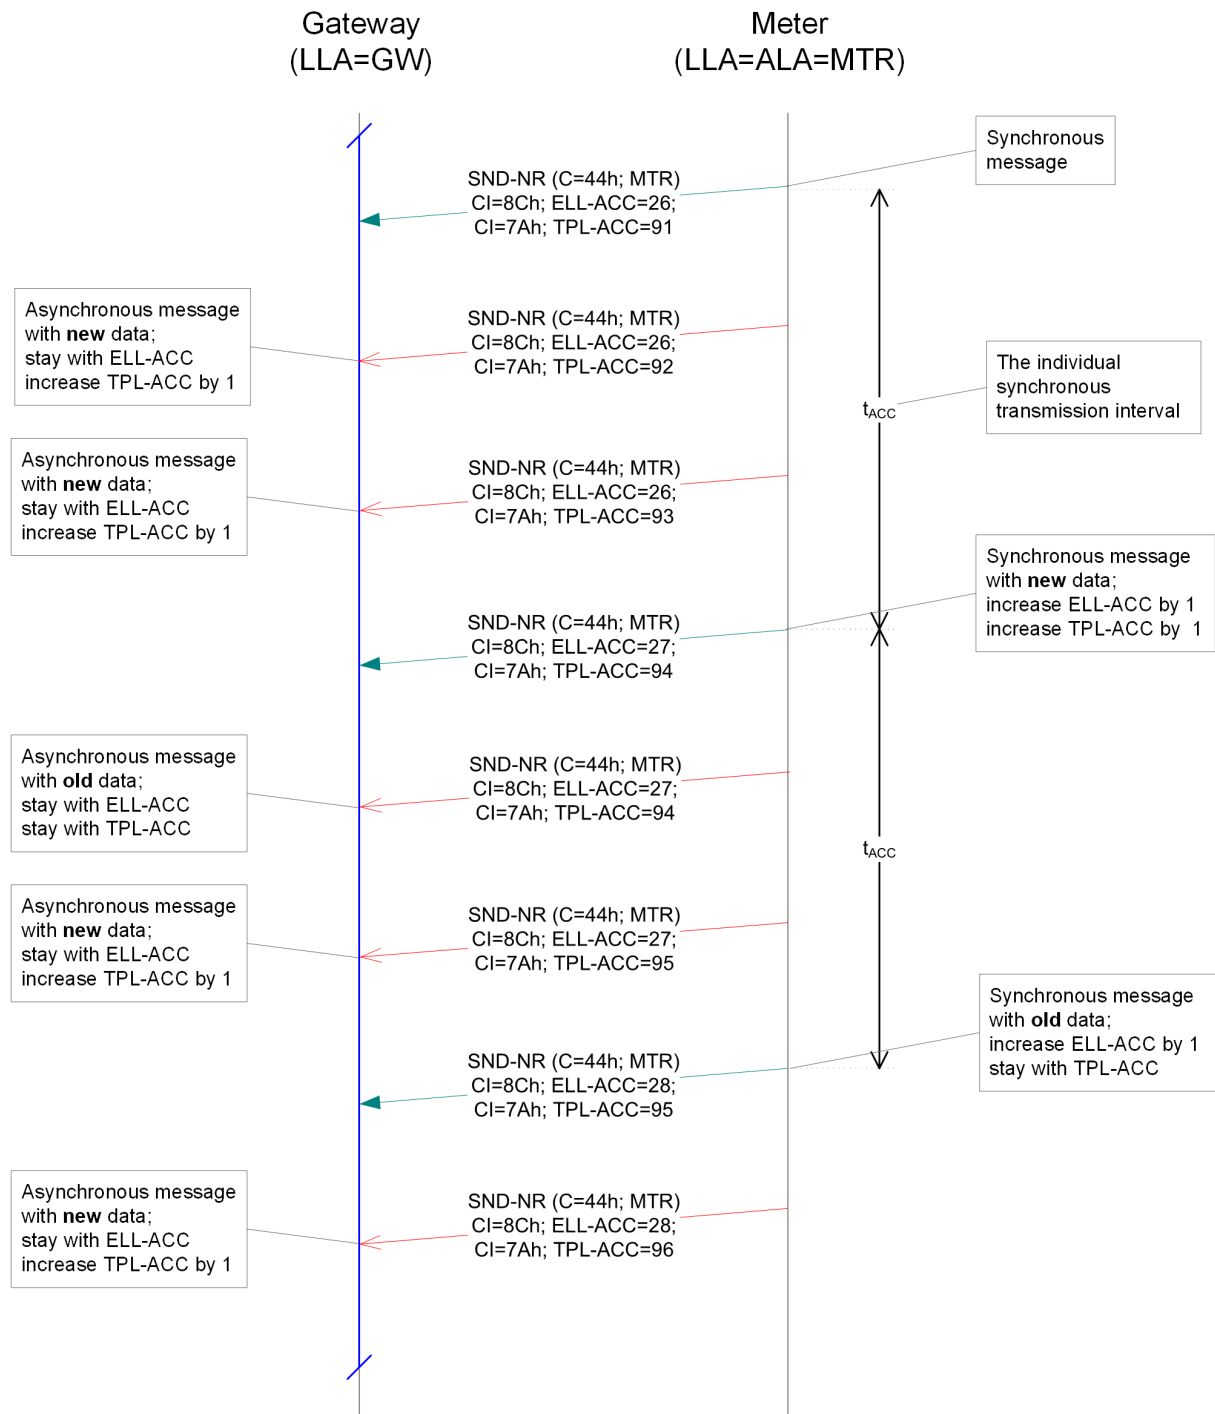 Gateway
(LLA=GW)
Meter
(LLA=ALA=MTR)
Synchronous
message
SND-NR (C=44h; MTR)
CI=8Ch; ELL-ACC=26;
CI=7Ah; TPL-ACC=91
Asynchronous message
with new data;
stay with ELL-ACC
increase TPL-ACC by 1
SND-NR (C=44h; MTR)
CI=8Ch; ELL-ACC=26;
CI=7Ah; TPL-ACC=92
The individual
synchronous
transmission interval
tACC
Asynchronous message
with new data;
stay with ELL-ACC
increase TPL-ACC by 1
SND-NR (C=44h; MTR)
CI=8Ch; ELL-ACC=26;
CI=7Ah; TPL-ACC=93
Synchronous message
with new data;
increase ELL-ACC by 1
increase TPL-ACC by 1
SND-NR (C=44h; MTR)
CI=8Ch; ELL-ACC=27;
CI=7Ah; TPL-ACC=94
Asynchronous message
with old data;
stay with ELL-ACC
stay with TPL-ACC
SND-NR (C=44h; MTR)
CI=8Ch; ELL-ACC=27;
CI=7Ah; TPL-ACC=94
tACC
Asynchronous message
with new data;
stay with ELL-ACC
increase TPL-ACC by 1
SND-NR (C=44h; MTR)
CI=8Ch; ELL-ACC=27;
CI=7Ah; TPL-ACC=95
Synchronous message
with old data;
increase ELL-ACC by 1
stay with TPL-ACC
SND-NR (C=44h; MTR)
CI=8Ch; ELL-ACC=28;
CI=7Ah; TPL-ACC=95
Asynchronous message
with new data;
stay with ELL-ACC
increase TPL-ACC by 1
SND-NR (C=44h; MTR)
CI=8Ch; ELL-ACC=28;
CI=7Ah; TPL-ACC=96